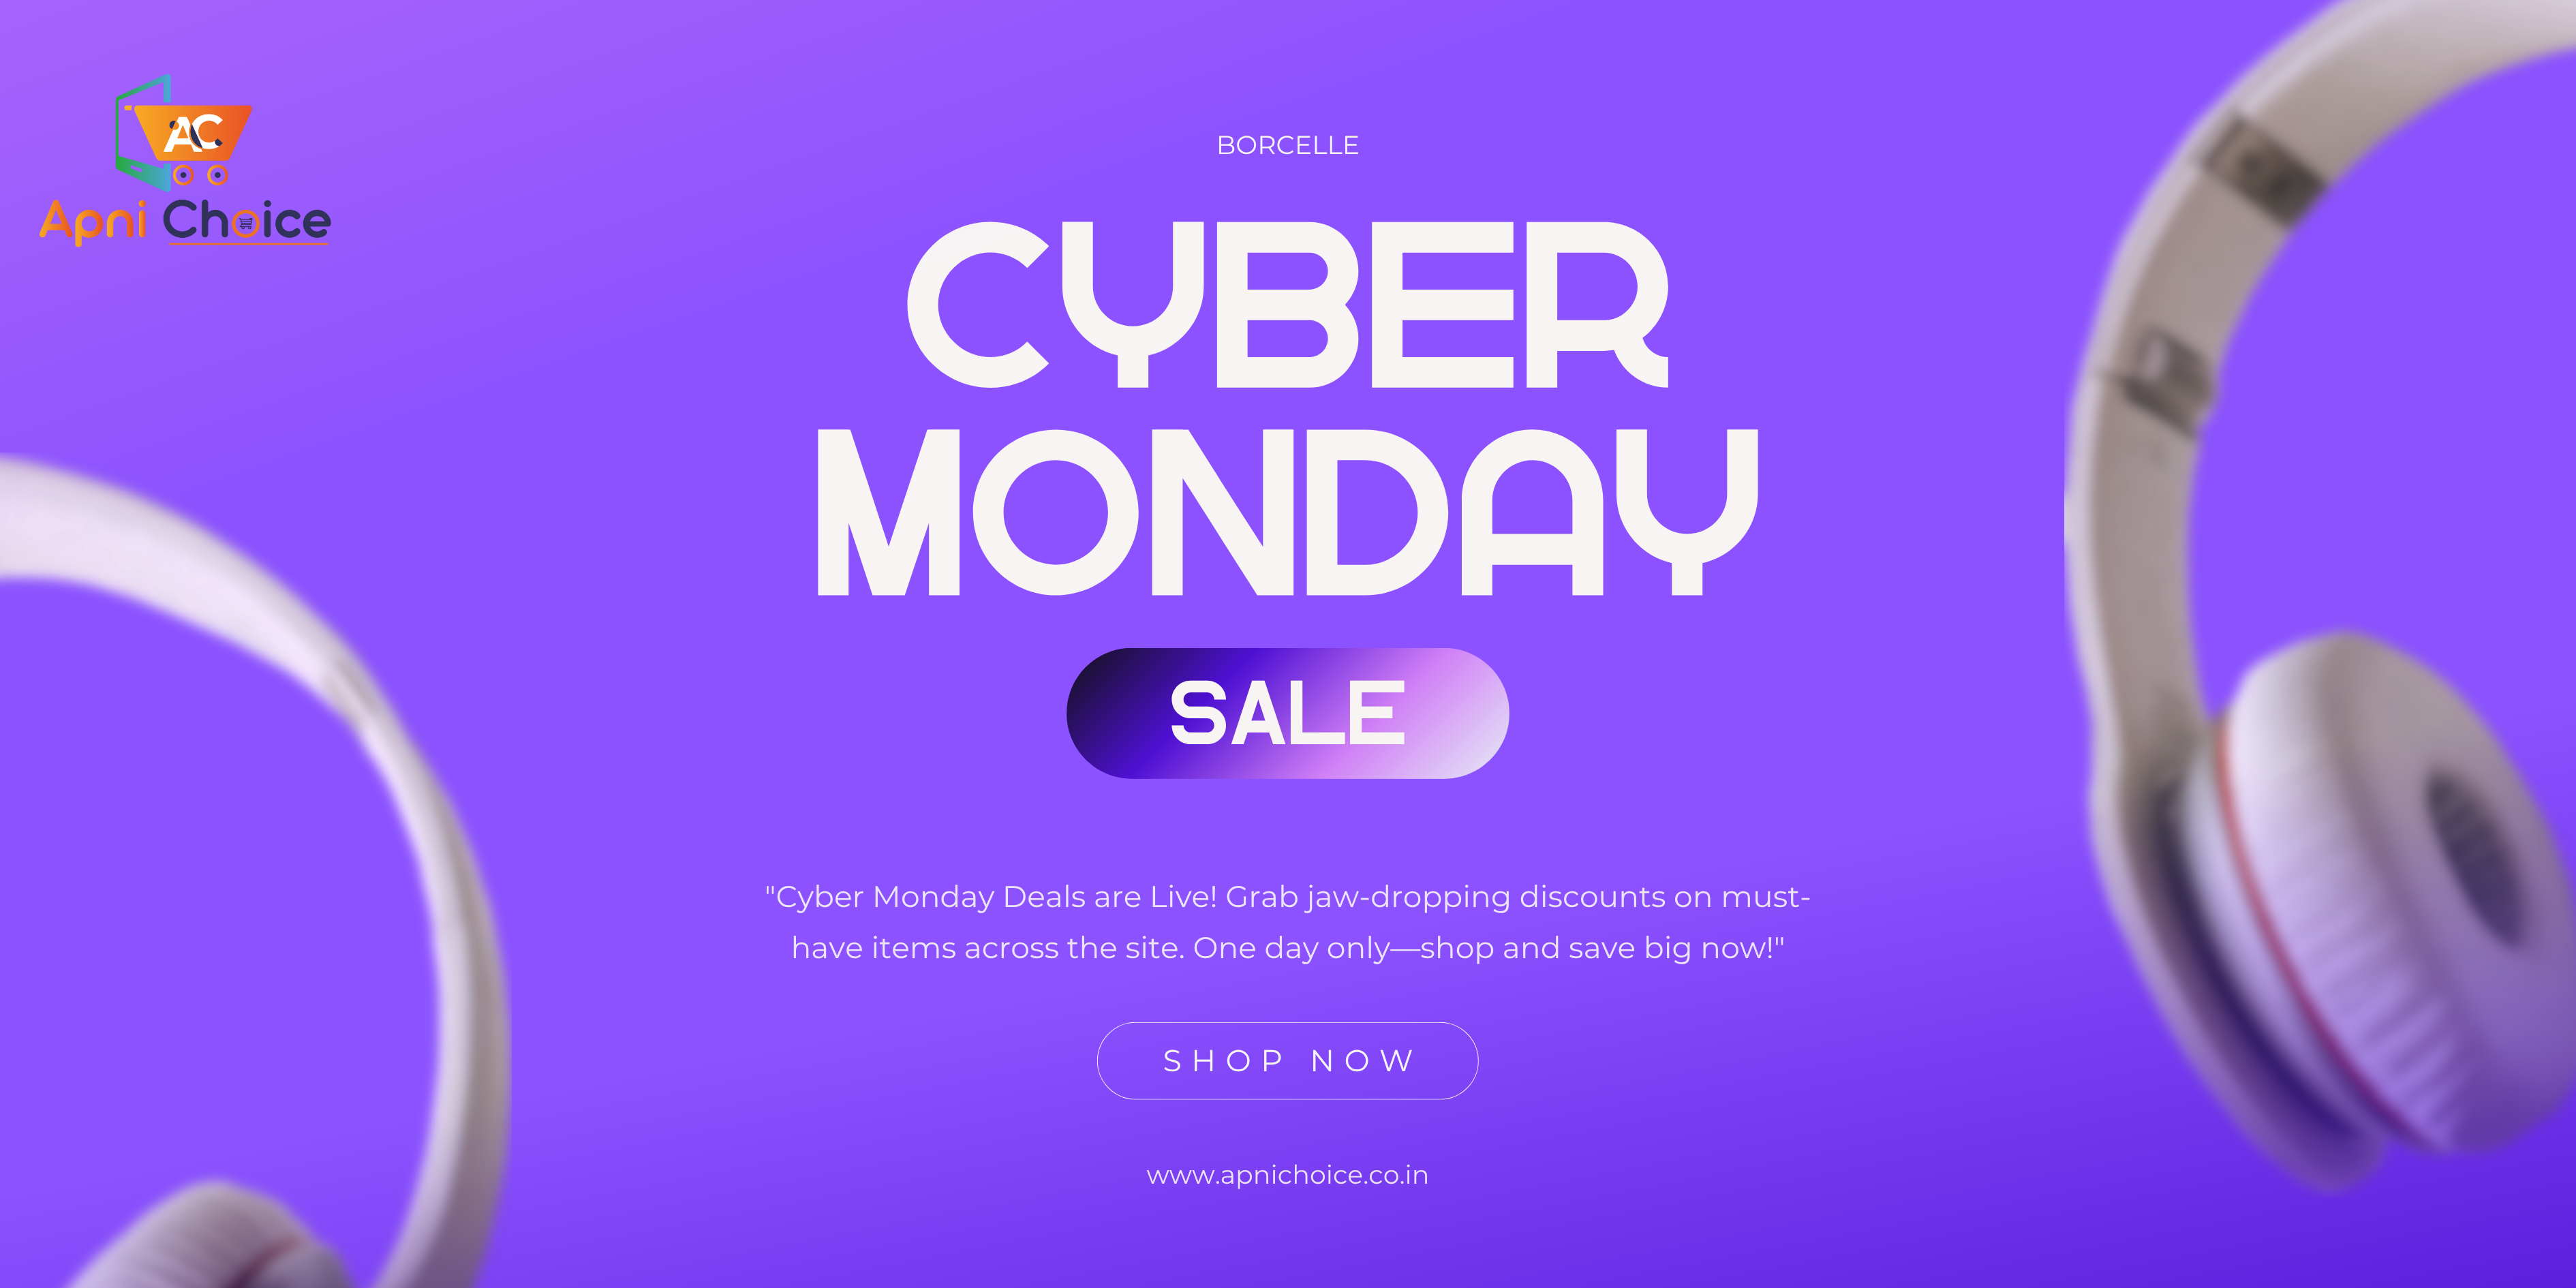 AC
Apni Choice
BORCELLE
CYBER
MONDAY
SALE
"Cyber Monday Deals are Live! Grab jaw-dropping discounts on must-
have items across the site. One day only—shop and save big now!"
SHOP NOW
www.apnichoice.co.in